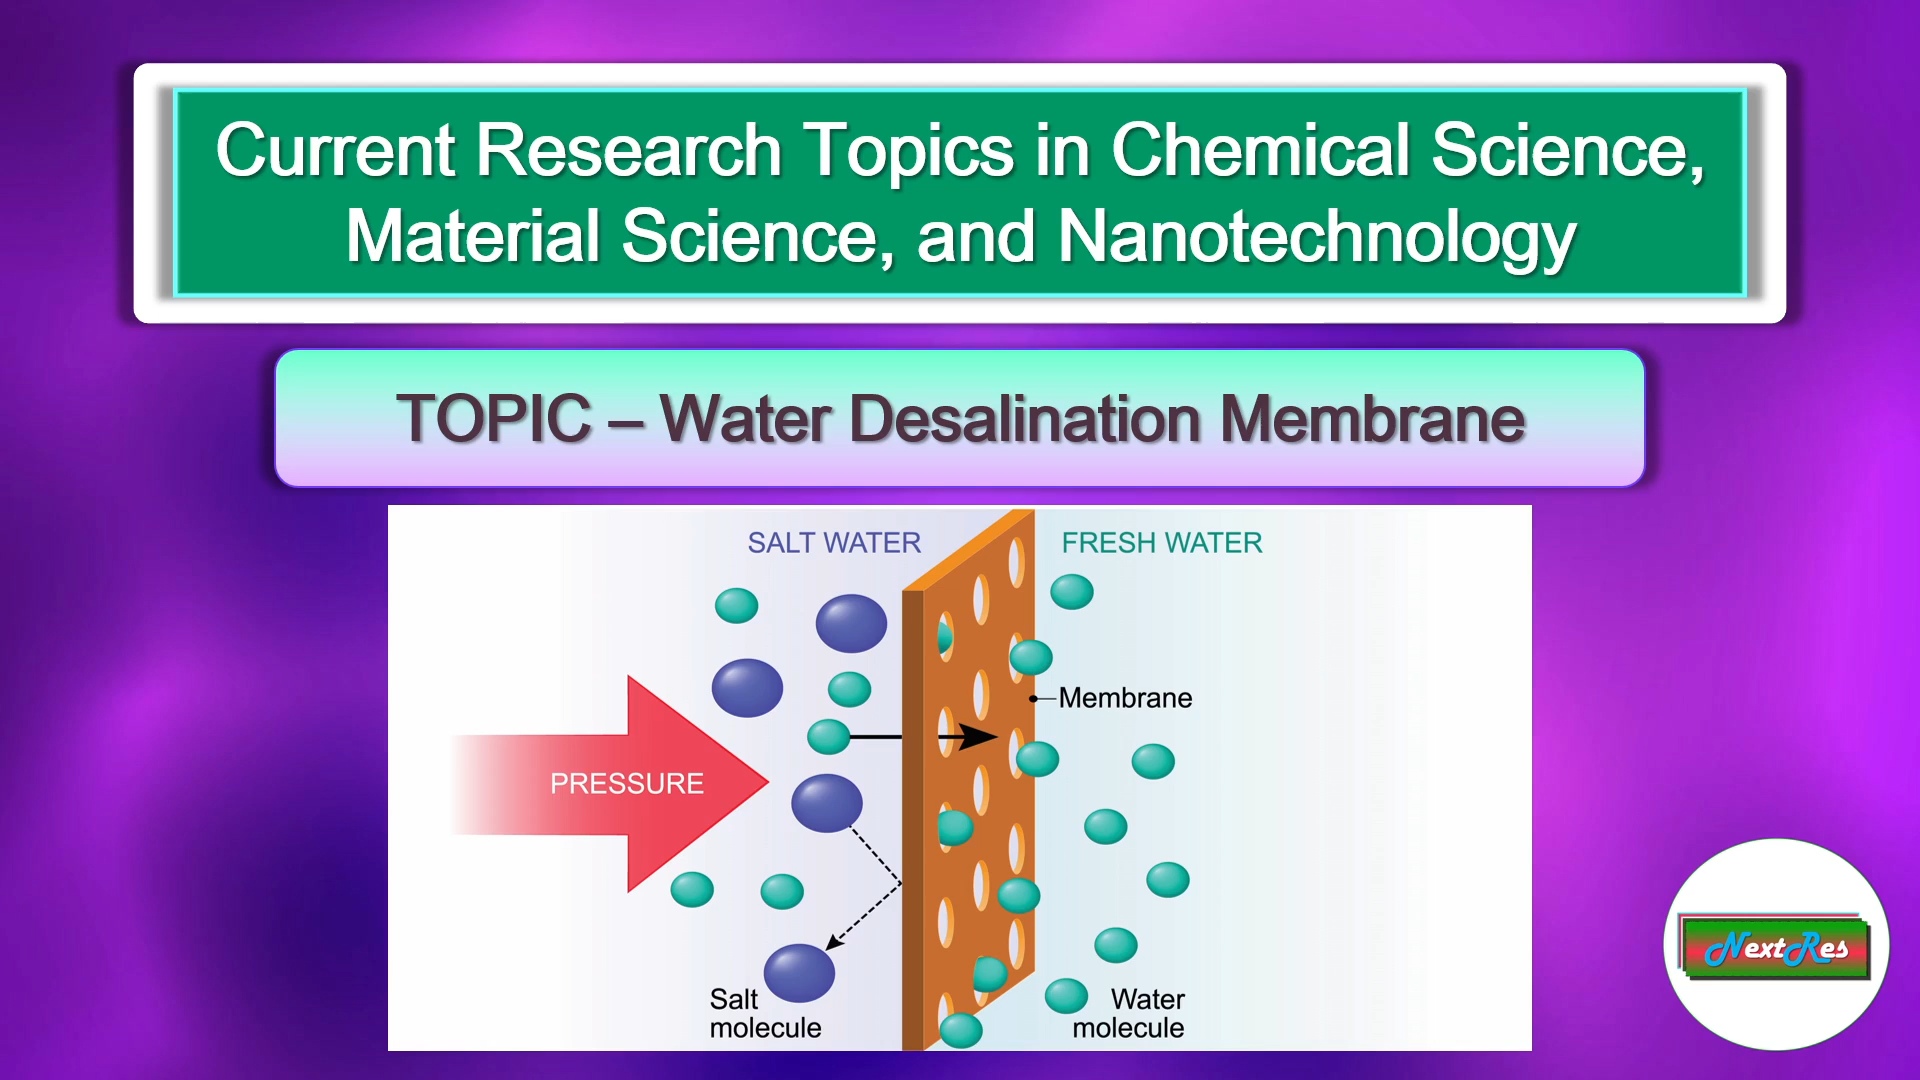 Current Research Topics in Chemical Science,
Material Science, and Nanotechnology
TOPIC – Water Desalination Membrane
SALT WATER
FRESH WATER
Membrane
PRESSURE
Salt
molecule
Water
molecule
NextRes